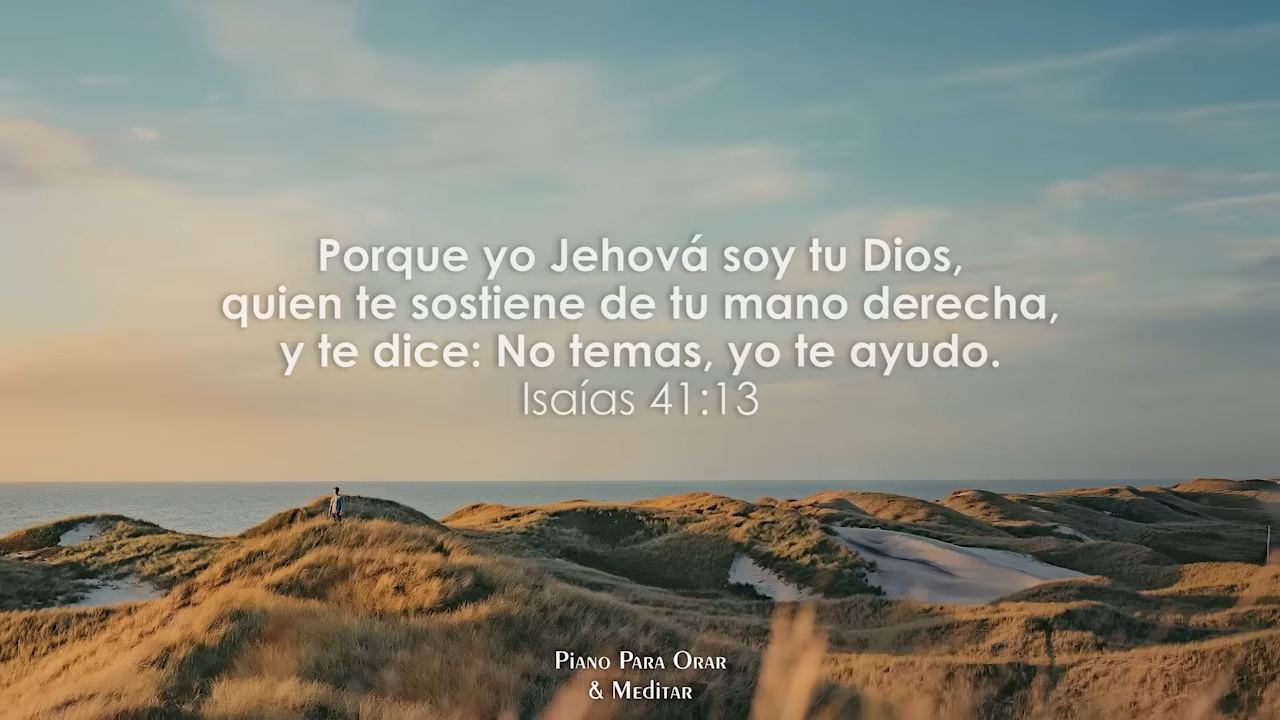 Porque yo Jehová soy tu Dios,
quien te sostiene de tu mano derecha,
y te dice: No temas, yo te ayudo.
Isaías 41:13
Piano Para Orar
& Meditar